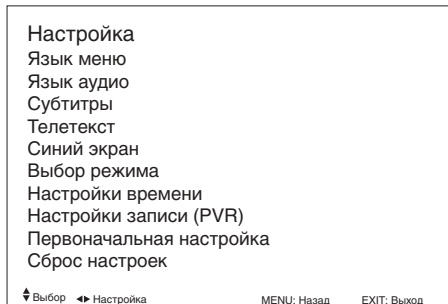 Настройка
Язык меню
Язык аудио
Субтитры
Телетекст
Синий экран
Выбор режима
Настройки времени
Настройки записи (PVR)
Первоначальная настройка
Сброс настроек
Выбор Настройка MENU: Назад EXIT: Выход